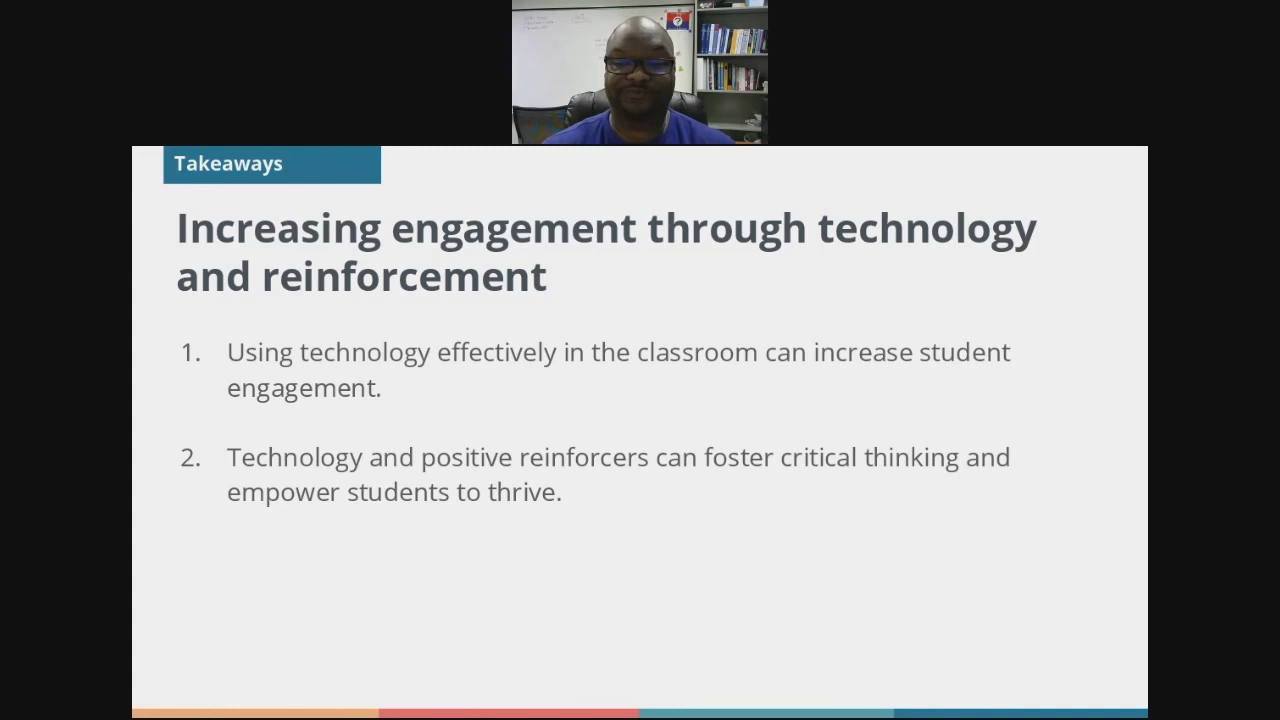 Takeaways
Increasing engagement through technology
and reinforcement
1. Using technology effectively in the classroom can increase student
engagement.
2. Technology and positive reinforcers can foster critical thinking and
empower students to thrive.